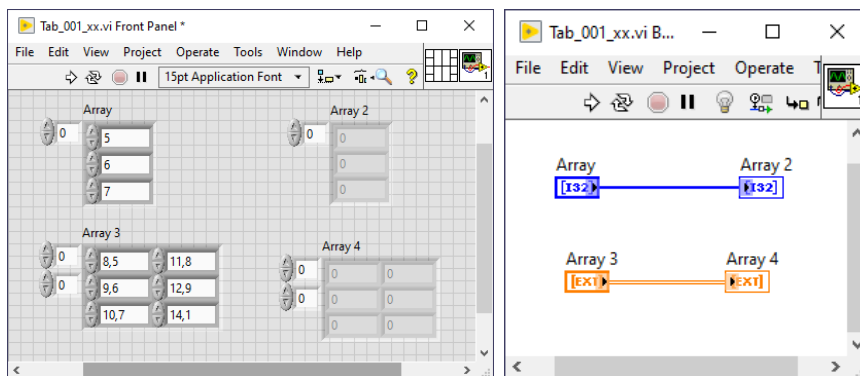 Tab_001_xx.vi Front Panel *
File Edit View Project Operate Tools Window Help
15pt Application Font
1
Array
0
5
6
7
Array 2
0
0
0
0
Array 3
0
0
8,5 11,8
9,6 12,9
10,7 14,1
Array 4
0
0
0 0
0 0
0 0
Tab_001_xx.vi B...
File Edit View Project Operate
1
Array Array 2
[I32] [I32]
Array 3 Array 4
[EXT] [EXT]